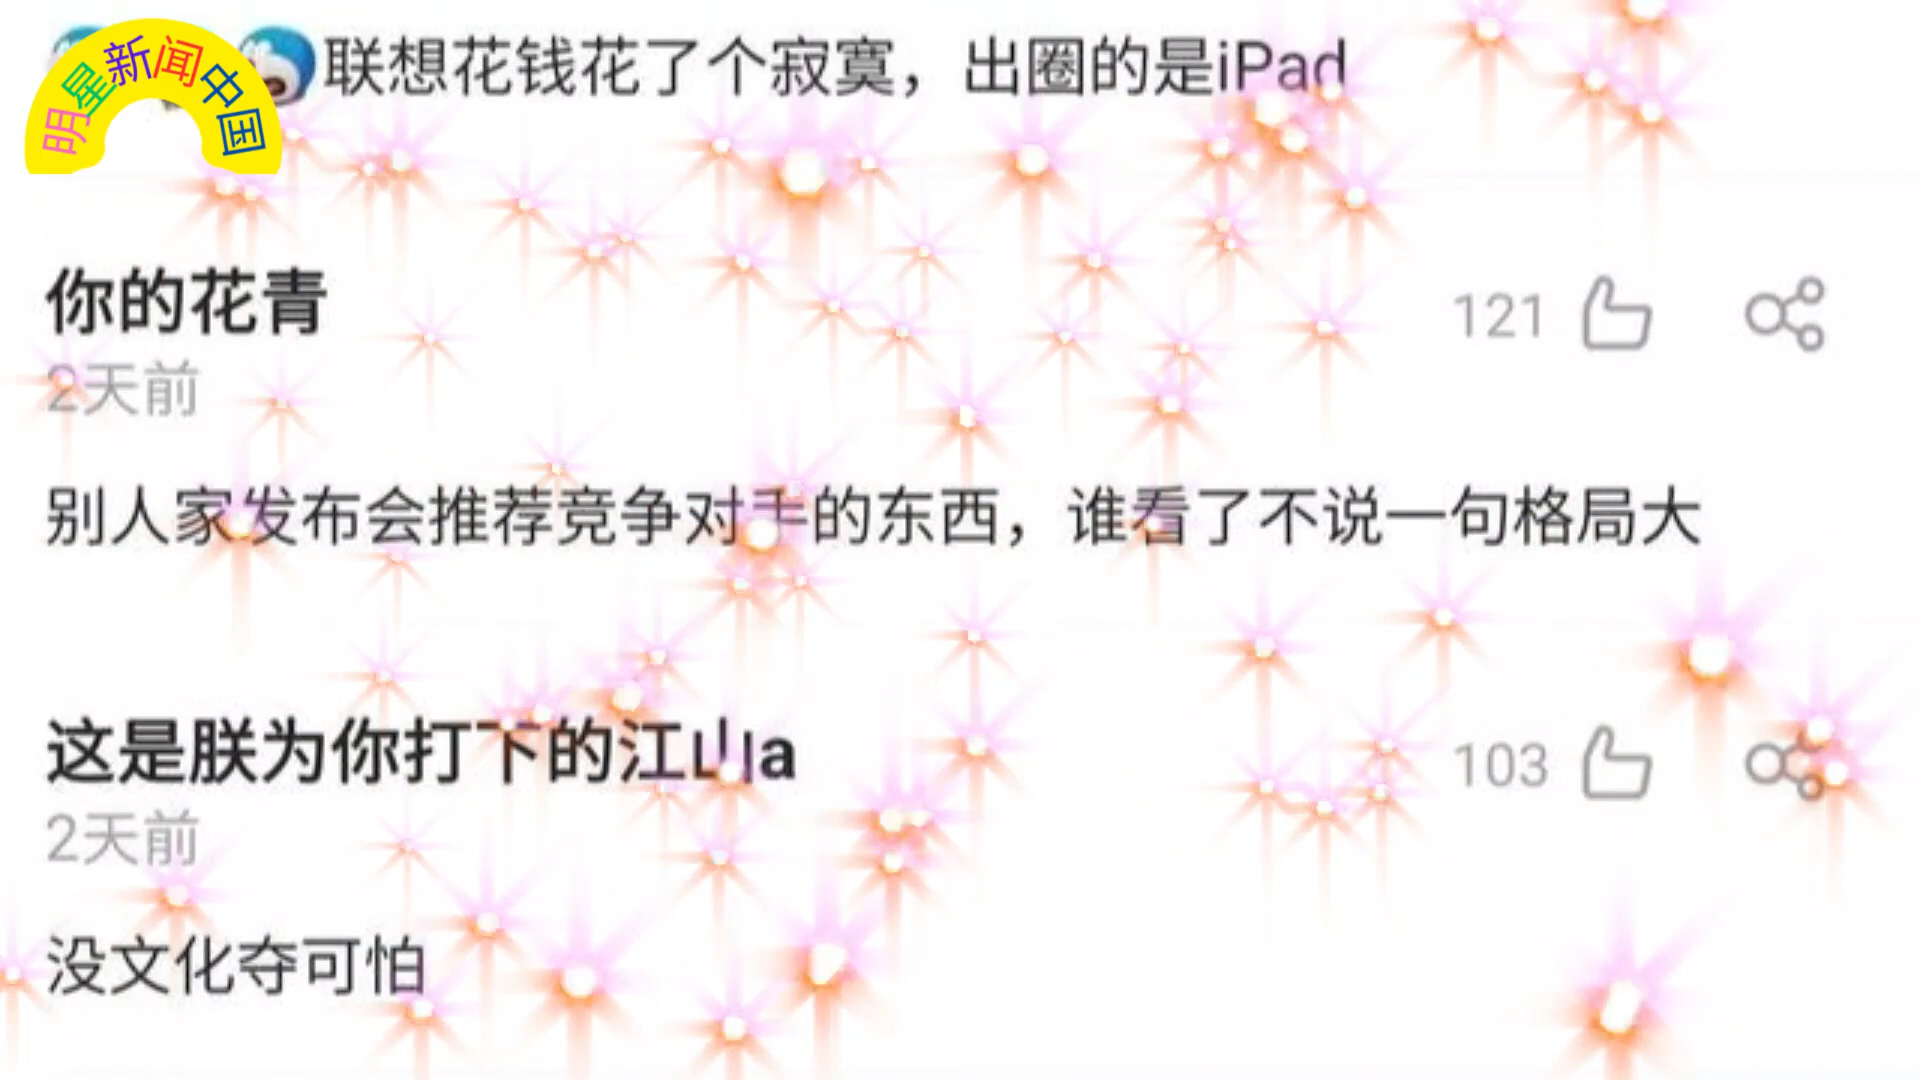 明星新闻中国
联想花钱花了个寂寞，出圈的是iPad
你的花青
121
2天前
别人家发布会推荐竞争对手的东西，谁看了不说一句格局大
这是朕为你打下的江山a
103
2天前
没文化夺可怕